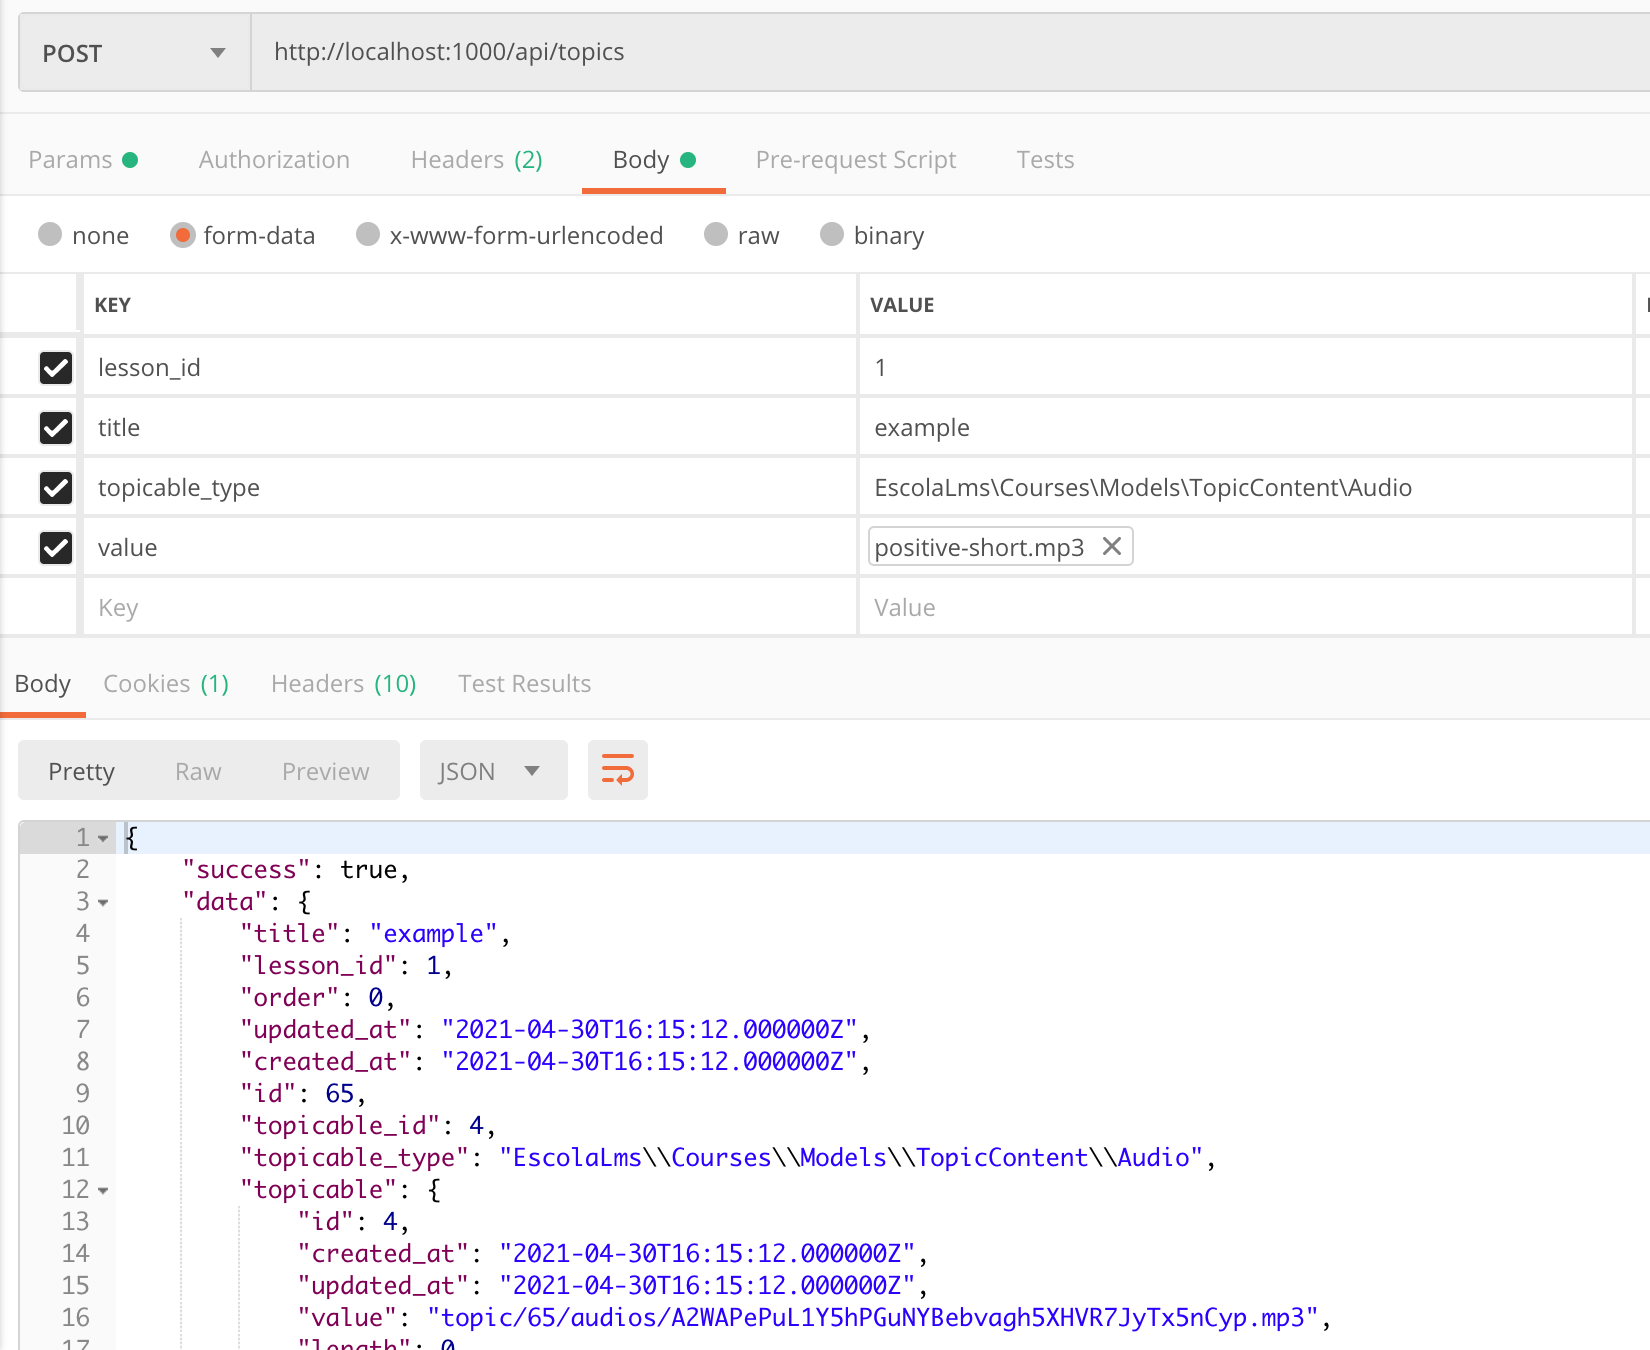 POST http://localhost:1000/api/topics
Params Authorization Headers (2) Body Pre-request Script Tests
none form-data x-www-form-urlencoded raw binary
KEY VALUE
lesson_id 1
title example
topicable_type EscolaLms\Courses\Models\TopicContent\Audio
value positive-short.mp3
Key Value
Body Cookies (1) Headers (10) Test Results
Pretty Raw Preview JSON
1 {
2 "success": true,
3 "data": {
4 "title": "example",
5 "lesson_id": 1,
6 "order": 0,
7 "updated_at": "2021-04-30T16:15:12.000000Z",
8 "created_at": "2021-04-30T16:15:12.000000Z",
9 "id": 65,
10 "topicable_id": 4,
11 "topicable_type": "EscolaLms\\Courses\\Models\\TopicContent\\Audio",
12 "topicable": {
13 "id": 4,
14 "created_at": "2021-04-30T16:15:12.000000Z",
15 "updated_at": "2021-04-30T16:15:12.000000Z",
16 "value": "topic/65/audios/A2WAPePuL1Y5hPGuNYBebvagh5XHVR7JyTx5nCyp.mp3",
17 "length": 0